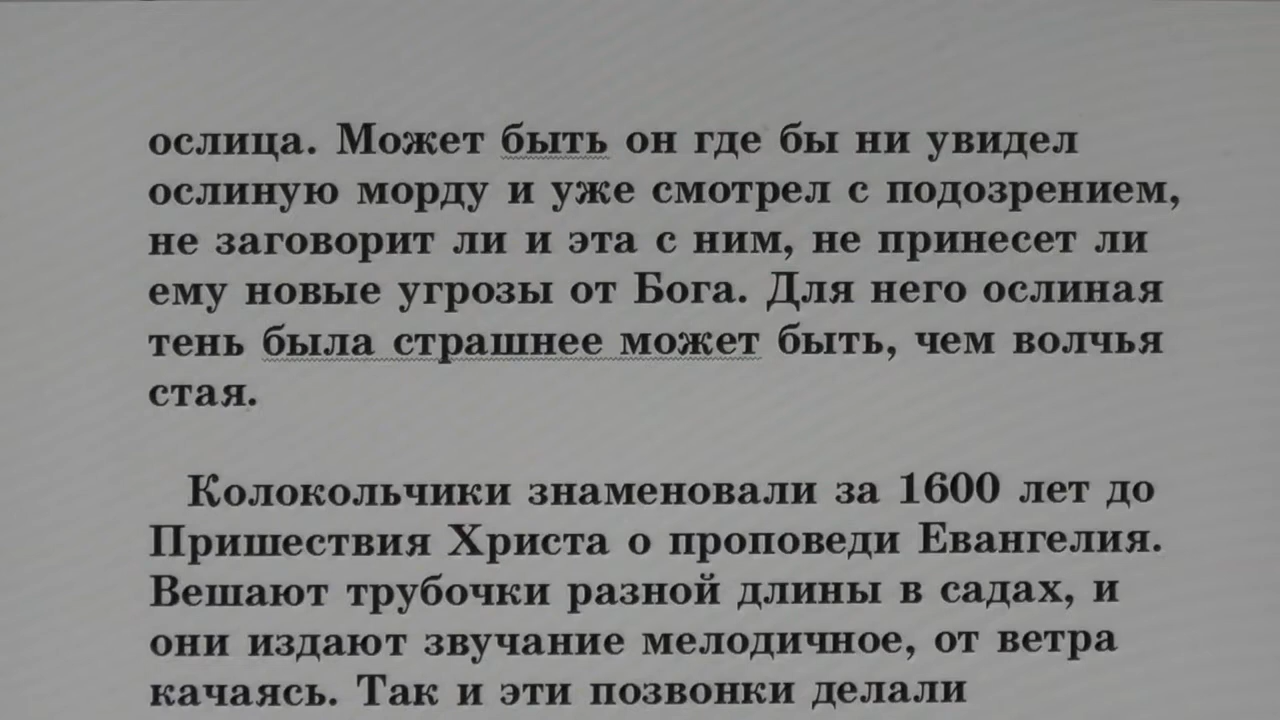 ослица. Может быть он где бы ни увидел
ослиную морду и уже смотрел с подозрением,
не заговорит ли и эта с ним, не принесет ли
ему новые угрозы от Бога. Для него ослиная
тень была страшнее может быть, чем волчья
стая.
Колокольчики знаменовали за 1600 лет до
Пришествия Христа о проповеди Евангелия.
Вешают трубочки разной длины в садах, и
они издают звучание мелодичное, от ветра
качаясь. Так и эти позвонки делали